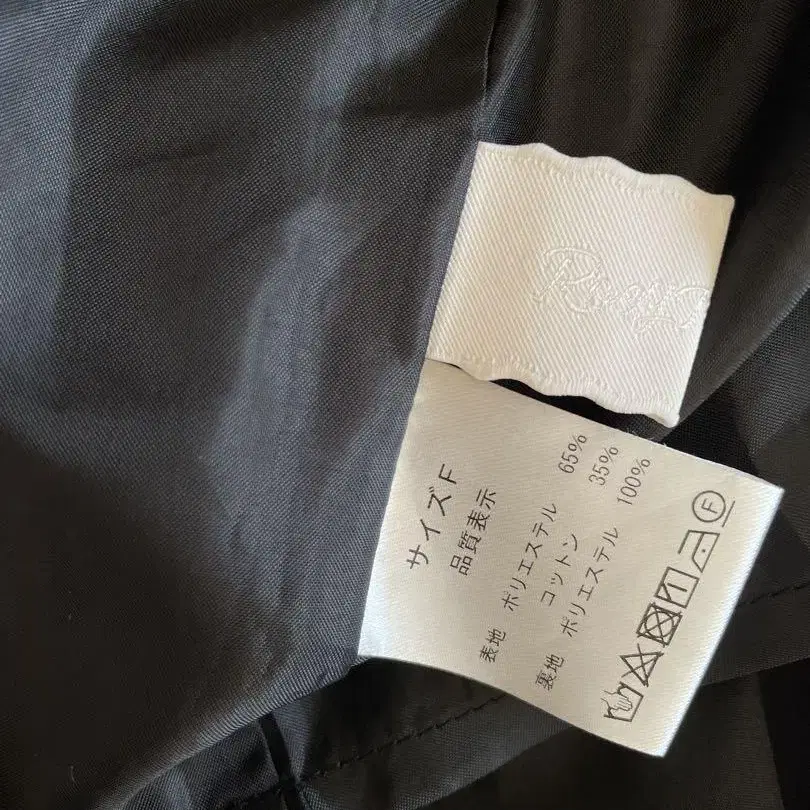 サイズ F
品質表示
表地 ポリエステル 65%
コットン 35%
裏地 ポリエステル 100%
F